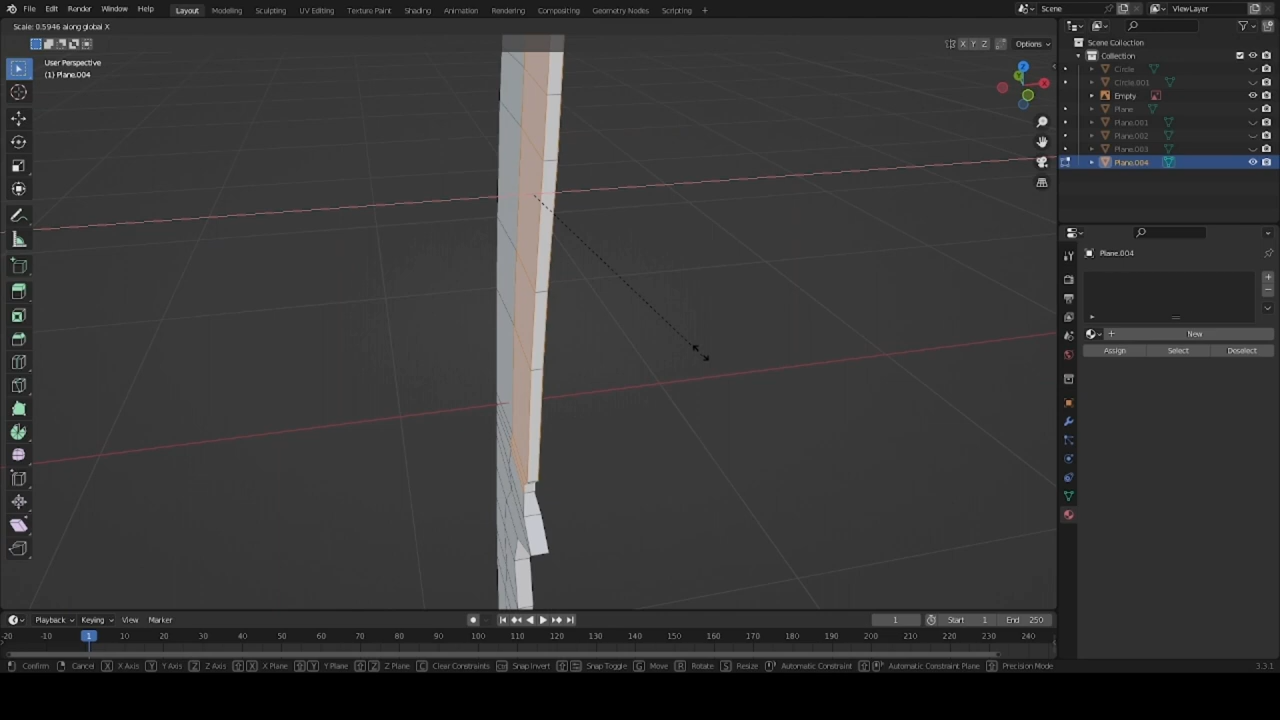 File Edit Render Window Help Layout Modeling Sculpting UV Editing Texture Paint Shading Animation Rendering Compositing Geometry Nodes Scripting + Scene ViewLayer
Scale: 0.5946 along global X
X Y Z Options
User Perspective
(1) Plane.004
Scene Collection
Collection
Circle
Circle.001
Empty
Plane
Plane.001
Plane.002
Plane.003
Plane.004
Plane.004
New
Assign Select Deselect
Playback Keying View Marker 1 Start 1 End 250
-20 -10 1 10 20 30 40 50 60 70 80 90 100 110 120 130 140 150 160 170 180 190 200 210 220 230 240
Confirm Cancel X X Axis Y Y Axis Z Z Axis X X Plane Y Y Plane Z Z Plane C Clear Constraints Snap Invert Snap Toggle G Move R Rotate S Resize Automatic Constraint Automatic Constraint Plane Precision Mode 3.3.1